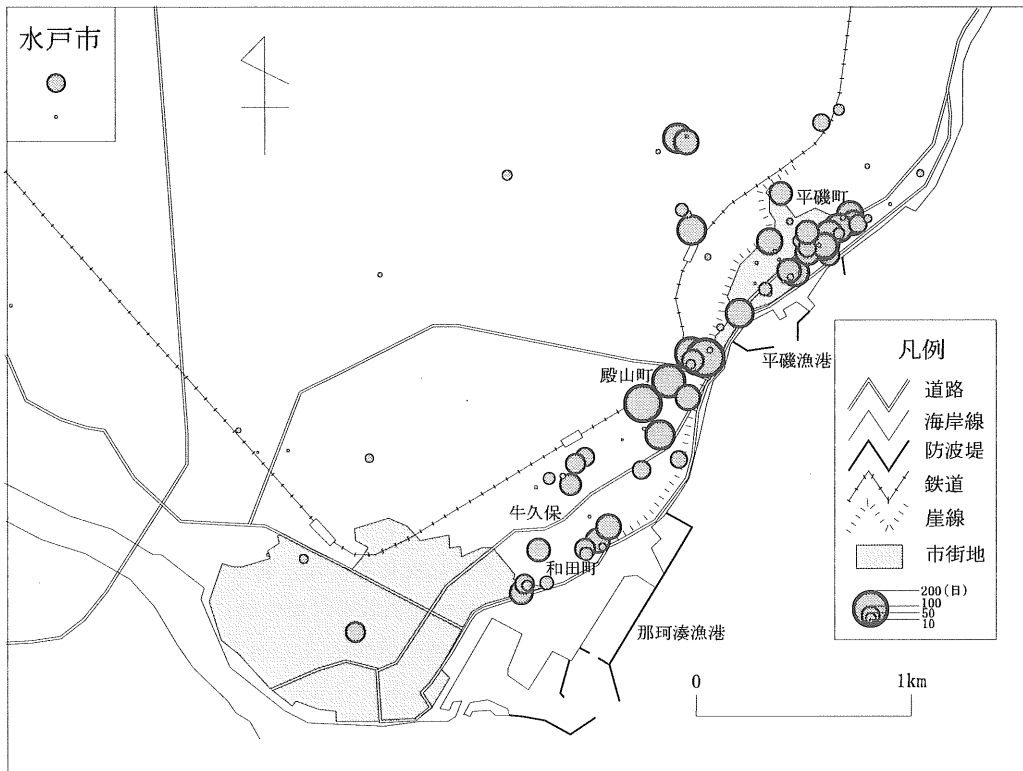 水戸市
平磯町
平磯漁港
殿山町
牛久保
和田町
那珂湊漁港
凡例
道路
海岸線
防波堤
鉄道
崖線
市街地
200(日)
100
50
10
0 1km